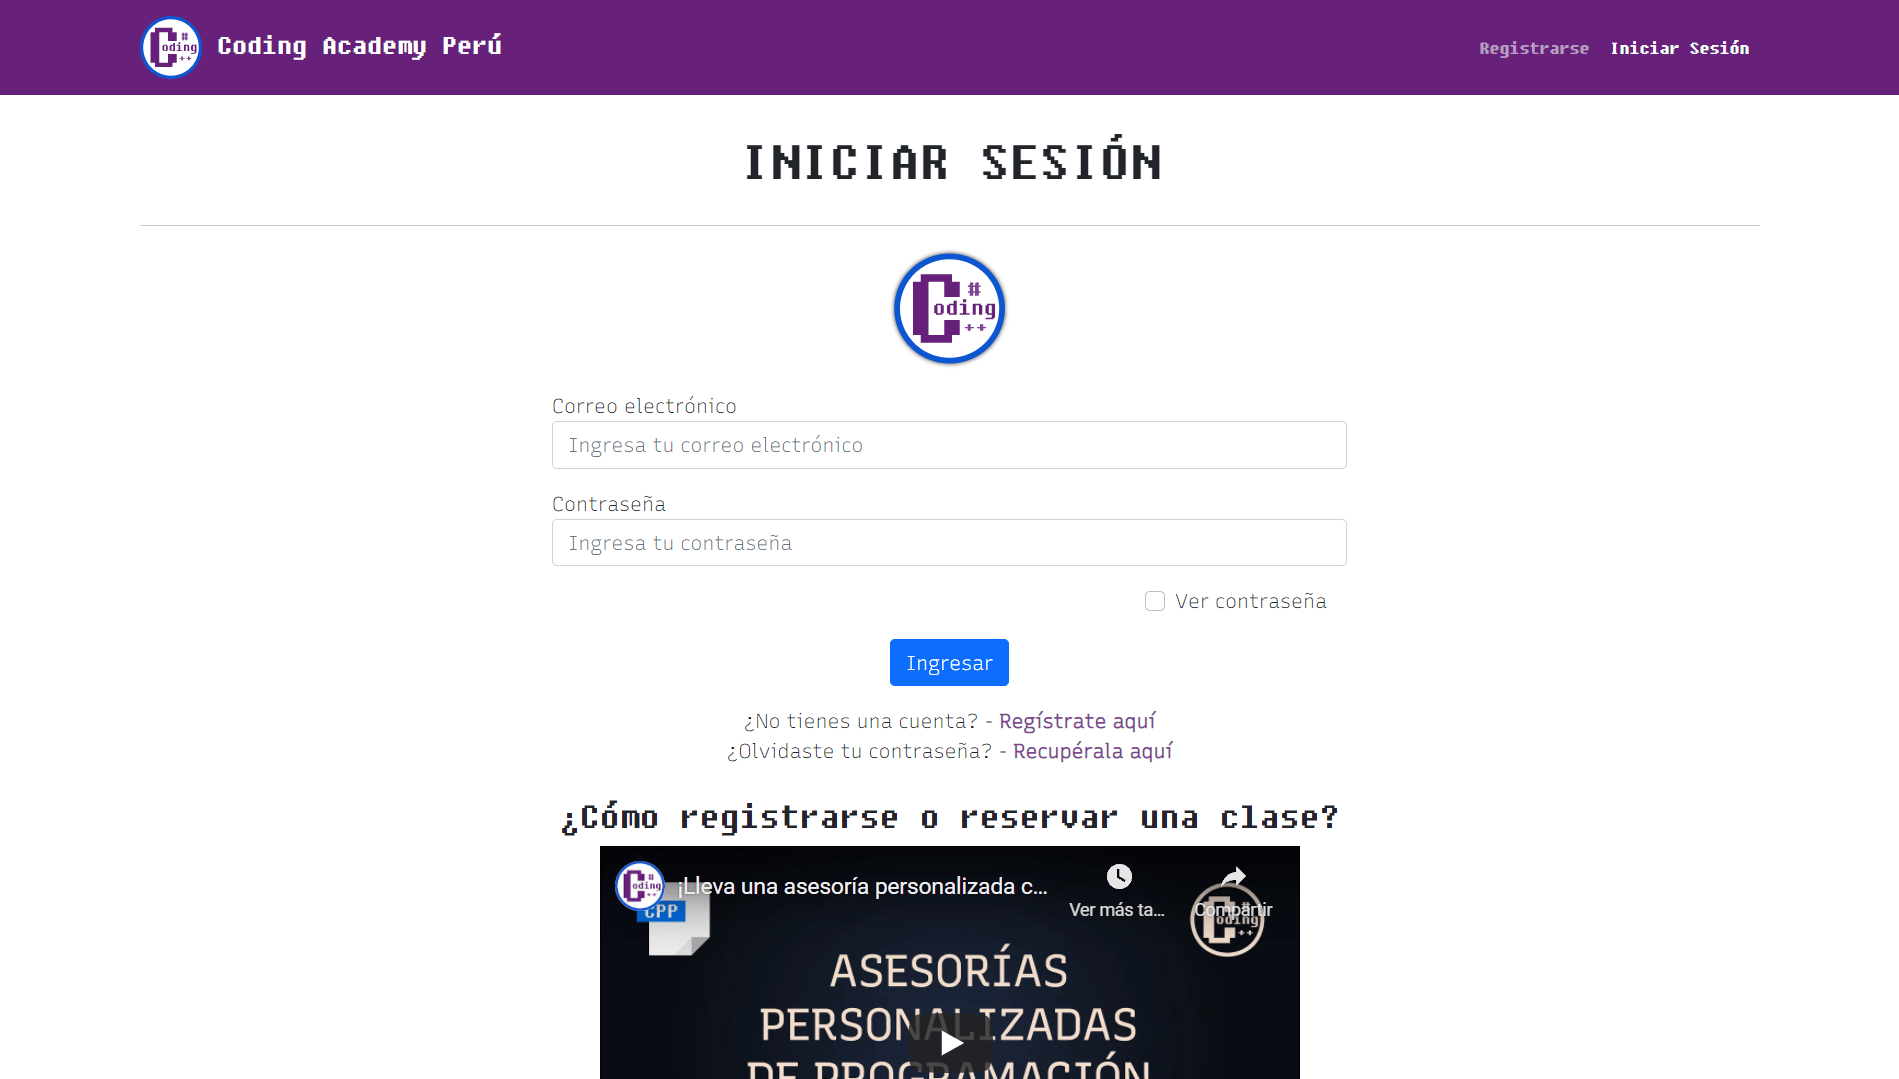 Coding Academy Perú
Registrarse Iniciar Sesión
INICIAR SESIÓN
Coding
#
++
Correo electrónico
Ingresa tu correo electrónico
Contraseña
Ingresa tu contraseña
Ver contraseña
Ingresar
¿No tienes una cuenta? - Regístrate aquí
¿Olvidaste tu contraseña? - Recupérala aquí
¿Cómo registrarse o reservar una clase?
¡Lleva una asesoría personalizada c...
Ver más ta...
Compartir
CPP
ASESORÍAS
PERSONALIZADAS
DE PROGRAMACIÓN